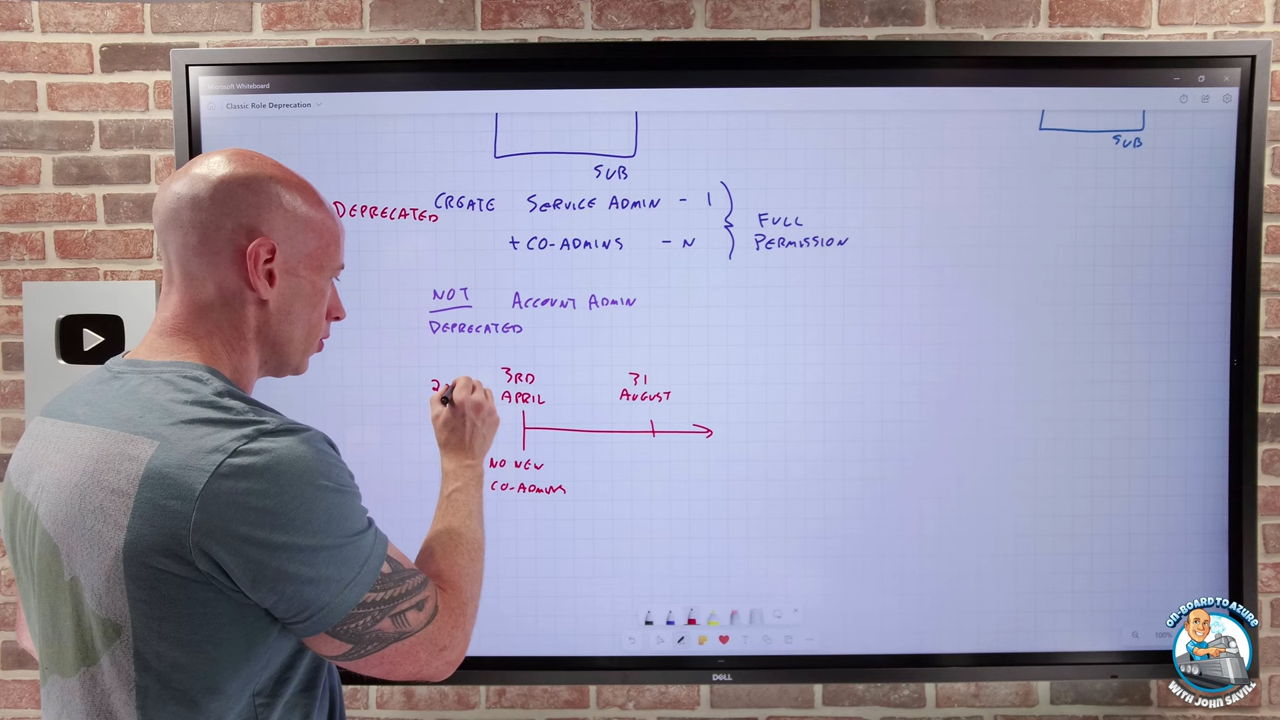 Microsoft Whiteboard
Classic Role Deprecation
SUB
SUB
DEPRECATED CREATE SERVICE ADMIN - 1
+ CO-ADMINS - N
FULL
PERMISSION
NOT ACCOUNT ADMIN
DEPRECATED
3RD
APRIL
31
AUGUST
NO NEW
CO-ADMINS
100%
DELL
ON-BOARD TO AZURE
WITH JOHN SAVILL